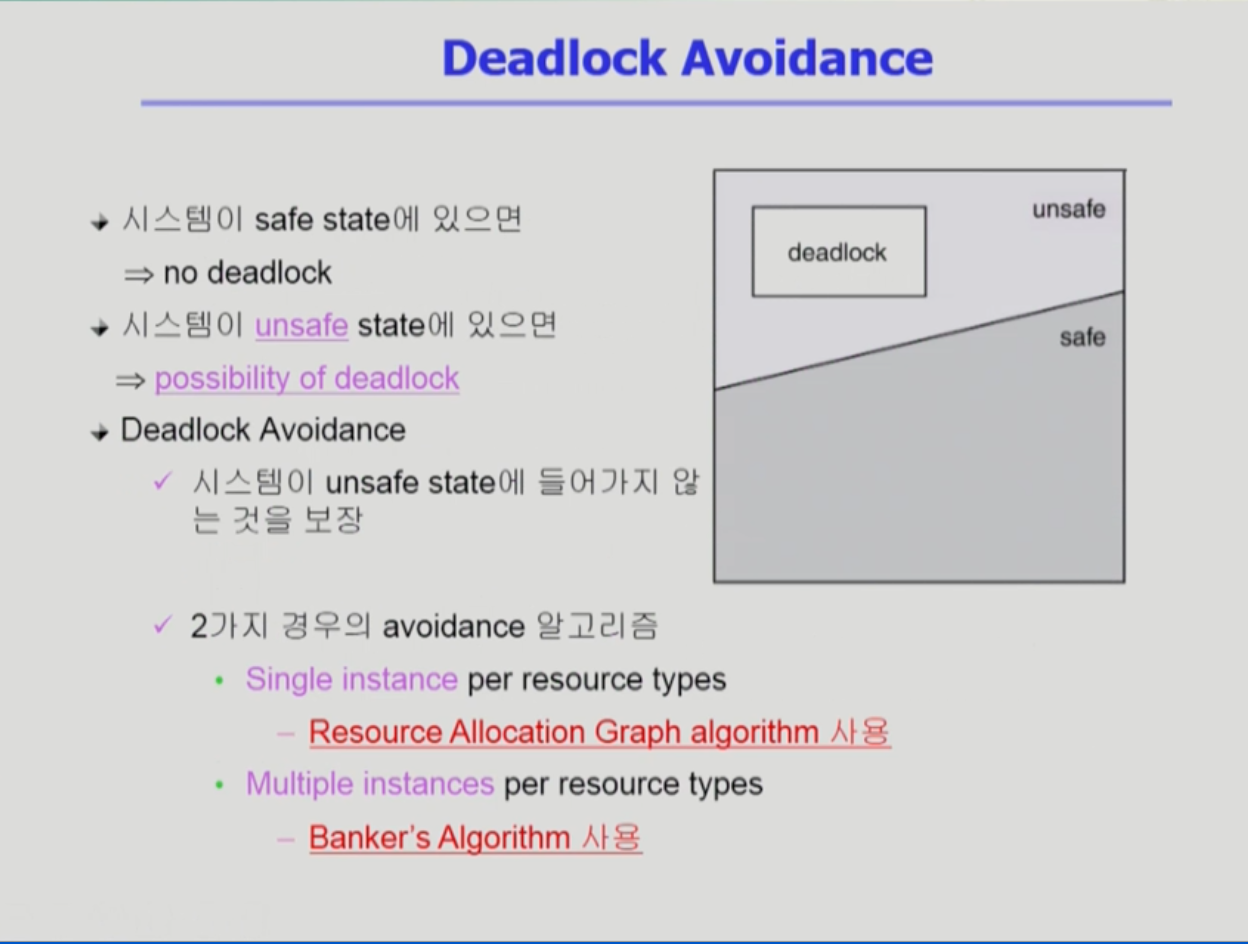 Deadlock Avoidance
시스템이 safe state에 있으면
⇒ no deadlock
시스템이 unsafe state에 있으면
⇒ possibility of deadlock
Deadlock Avoidance
✓ 시스템이 unsafe state에 들어가지 않
는 것을 보장
✓ 2가지 경우의 avoidance 알고리즘
• Single instance per resource types
– Resource Allocation Graph algorithm 사용
• Multiple instances per resource types
– Banker's Algorithm 사용
unsafe
deadlock
safe